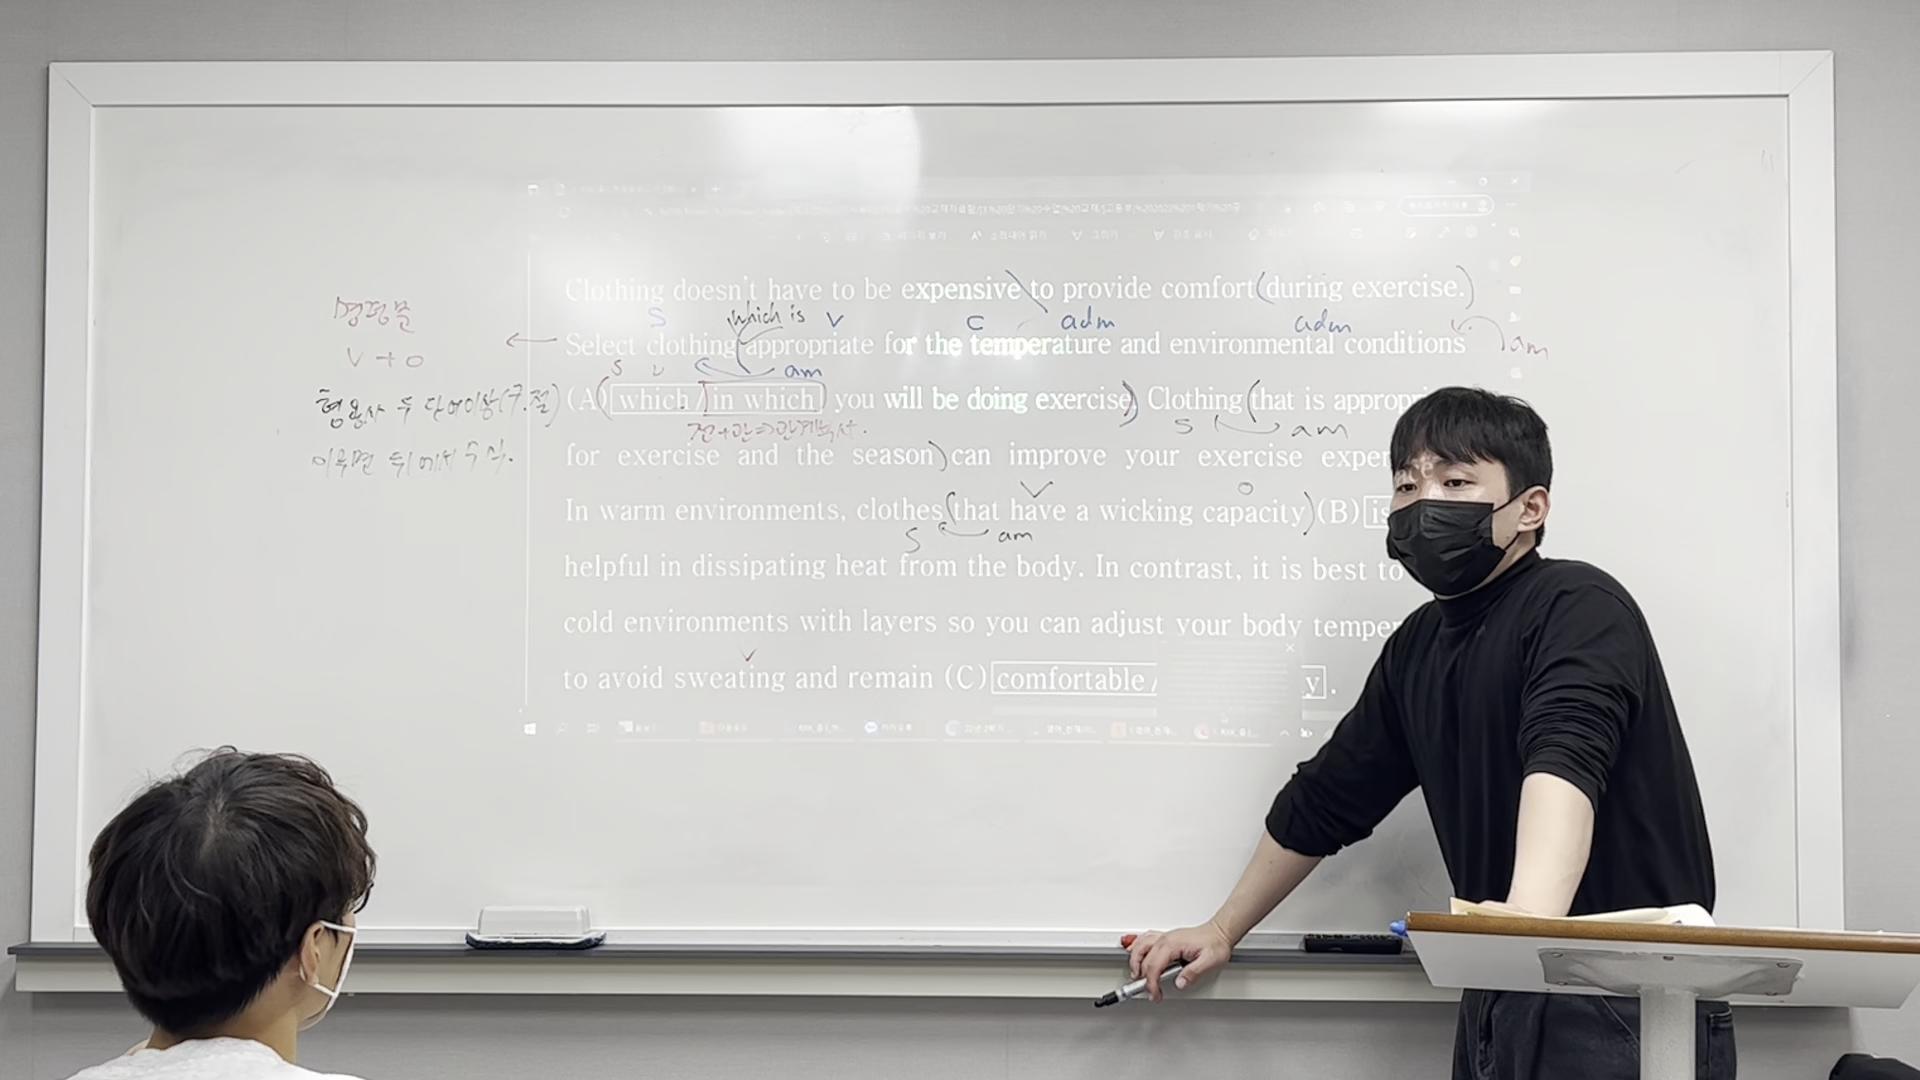 Clothing doesn't have to be expensive to provide comfort (during exercise.)
S which is V C adm adm
명령문
V + O
Select clothing appropriate for the temperature and environmental conditions
S V am am
형용사 두 단어이상(구.절)
(A) (which / in which you will be doing exercise) Clothing (that is appropri
전+관⇒관계부사.
S am
이루면 뒤에서 수식.
for exercise and the season) can improve your exercise exper
V O
In warm environments, clothes (that have a wicking capacity) (B) is
S am
helpful in dissipating heat from the body. In contrast, it is best to
cold environments with layers so you can adjust your body temper
V
to avoid sweating and remain (C) comfortable / y.